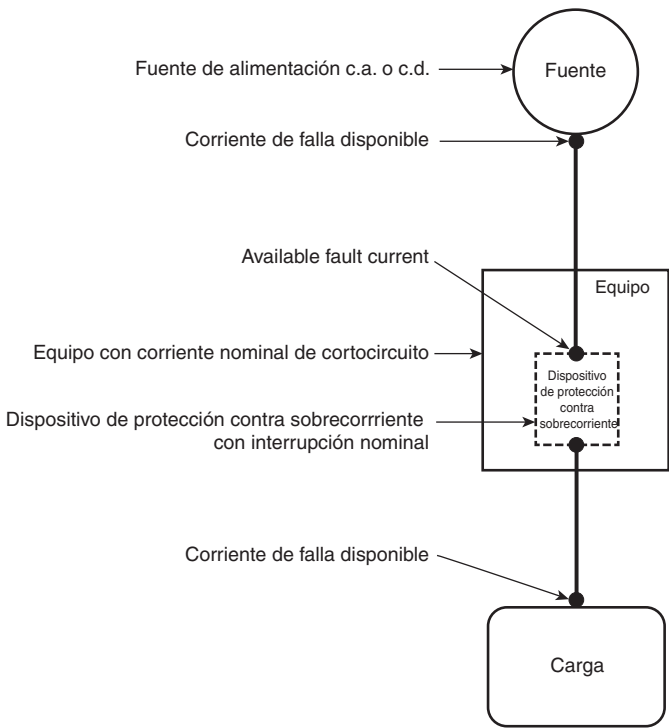 Fuente de alimentación c.a. o c.d.
Fuente
Corriente de falla disponible
Available fault current
Equipo
Equipo con corriente nominal de cortocircuito
Dispositivo
de protección
contra
sobrecorriente
Dispositivo de protección contra sobrecorrriente
con interrupción nominal
Corriente de falla disponible
Carga